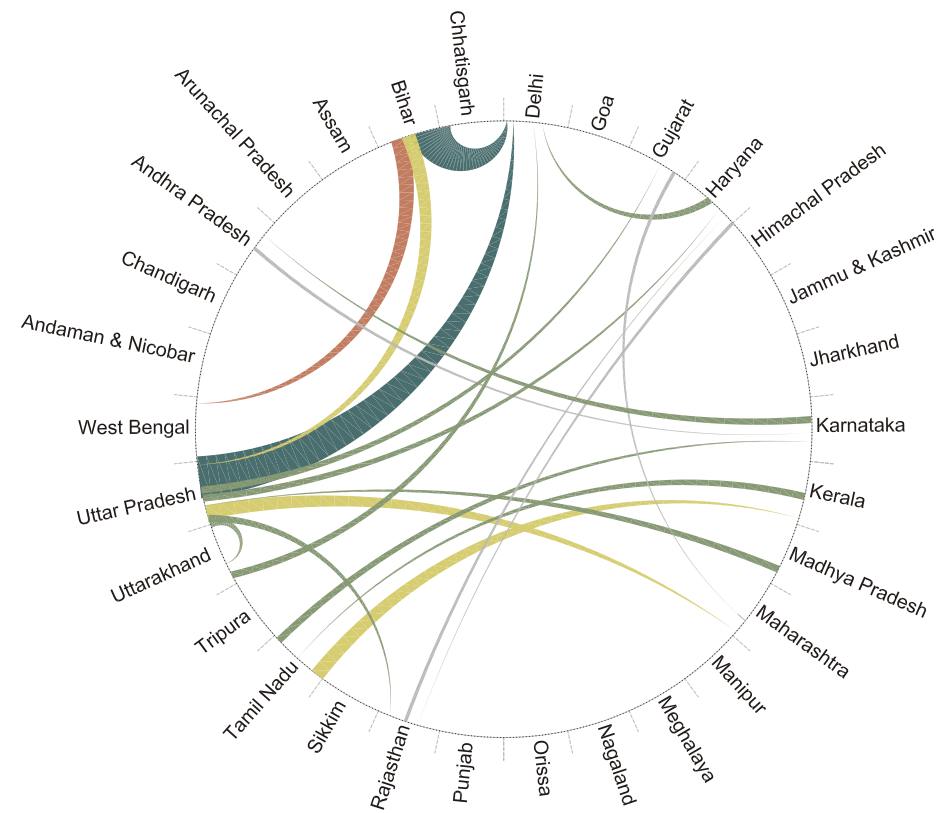 Chhatisgarh
Delhi
Goa
Gujarat
Haryana
Himachal Pradesh
Jammu & Kashmir
Jharkhand
Karnataka
Kerala
Madhya Pradesh
Maharashtra
Manipur
Meghalaya
Nagaland
Orissa
Punjab
Rajasthan
Sikkim
Tamil Nadu
Tripura
Uttarakhand
Uttar Pradesh
West Bengal
Andaman & Nicobar
Chandigarh
Andhra Pradesh
Arunachal Pradesh
Assam
Bihar